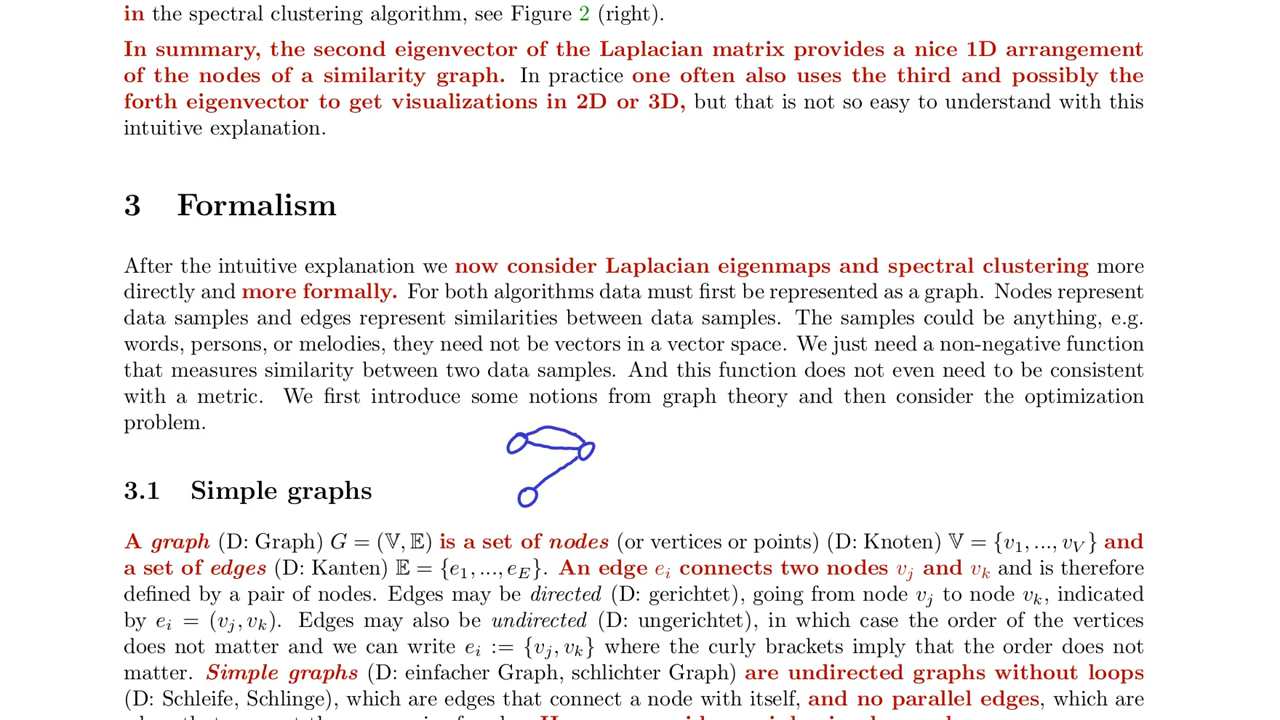 in the spectral clustering algorithm, see Figure 2 (right).
In summary, the second eigenvector of the Laplacian matrix provides a nice 1D arrangement
of the nodes of a similarity graph. In practice one often also uses the third and possibly the
forth eigenvector to get visualizations in 2D or 3D, but that is not so easy to understand with this
intuitive explanation.
3 Formalism
After the intuitive explanation we now consider Laplacian eigenmaps and spectral clustering more
directly and more formally. For both algorithms data must first be represented as a graph. Nodes represent
data samples and edges represent similarities between data samples. The samples could be anything, e.g.
words, persons, or melodies, they need not be vectors in a vector space. We just need a non-negative function
that measures similarity between two data samples. And this function does not even need to be consistent
with a metric. We first introduce some notions from graph theory and then consider the optimization
problem.
3.1 Simple graphs
A graph (D: Graph) G = (𝕍, 𝔼) is a set of nodes (or vertices or points) (D: Knoten) 𝕍 = {v₁, ..., v_V} and
a set of edges (D: Kanten) 𝔼 = {e₁, ..., e_E}. An edge eᵢ connects two nodes vⱼ and vₖ and is therefore
defined by a pair of nodes. Edges may be directed (D: gerichtet), going from node vⱼ to node vₖ, indicated
by eᵢ = (vⱼ, vₖ). Edges may also be undirected (D: ungerichtet), in which case the order of the vertices
does not matter and we can write eᵢ := {vⱼ, vₖ} where the curly brackets imply that the order does not
matter. Simple graphs (D: einfacher Graph, schlichter Graph) are undirected graphs without loops
(D: Schleife, Schlinge), which are edges that connect a node with itself, and no parallel edges, which are